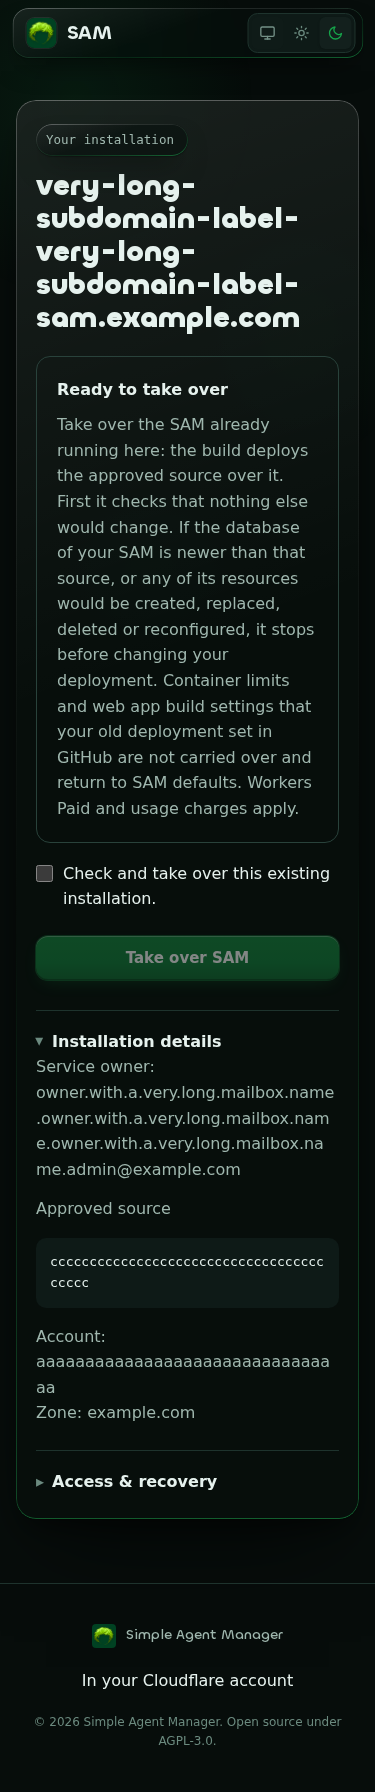 SAM
Your installation
very-long-
subdomain-label-
very-long-
subdomain-label-
sam.example.com
Ready to take over
Take over the SAM already
running here: the build deploys
the approved source over it.
First it checks that nothing else
would change. If the database
of your SAM is newer than that
source, or any of its resources
would be created, replaced,
deleted or reconfigured, it stops
before changing your
deployment. Container limits
and web app build settings that
your old deployment set in
GitHub are not carried over and
return to SAM defaults. Workers
Paid and usage charges apply.
Check and take over this existing
installation.
Take over SAM
Installation details
Service owner:
owner.with.a.very.long.mailbox.name
.owner.with.a.very.long.mailbox.nam
e.owner.with.a.very.long.mailbox.na
me.admin@example.com
Approved source
ccccccccccccccccccccccccccccccccccc
ccccc
Account:
aaaaaaaaaaaaaaaaaaaaaaaaaaaaaa
aa
Zone: example.com
Access & recovery
Simple Agent Manager
In your Cloudflare account
© 2026 Simple Agent Manager. Open source under
AGPL-3.0.